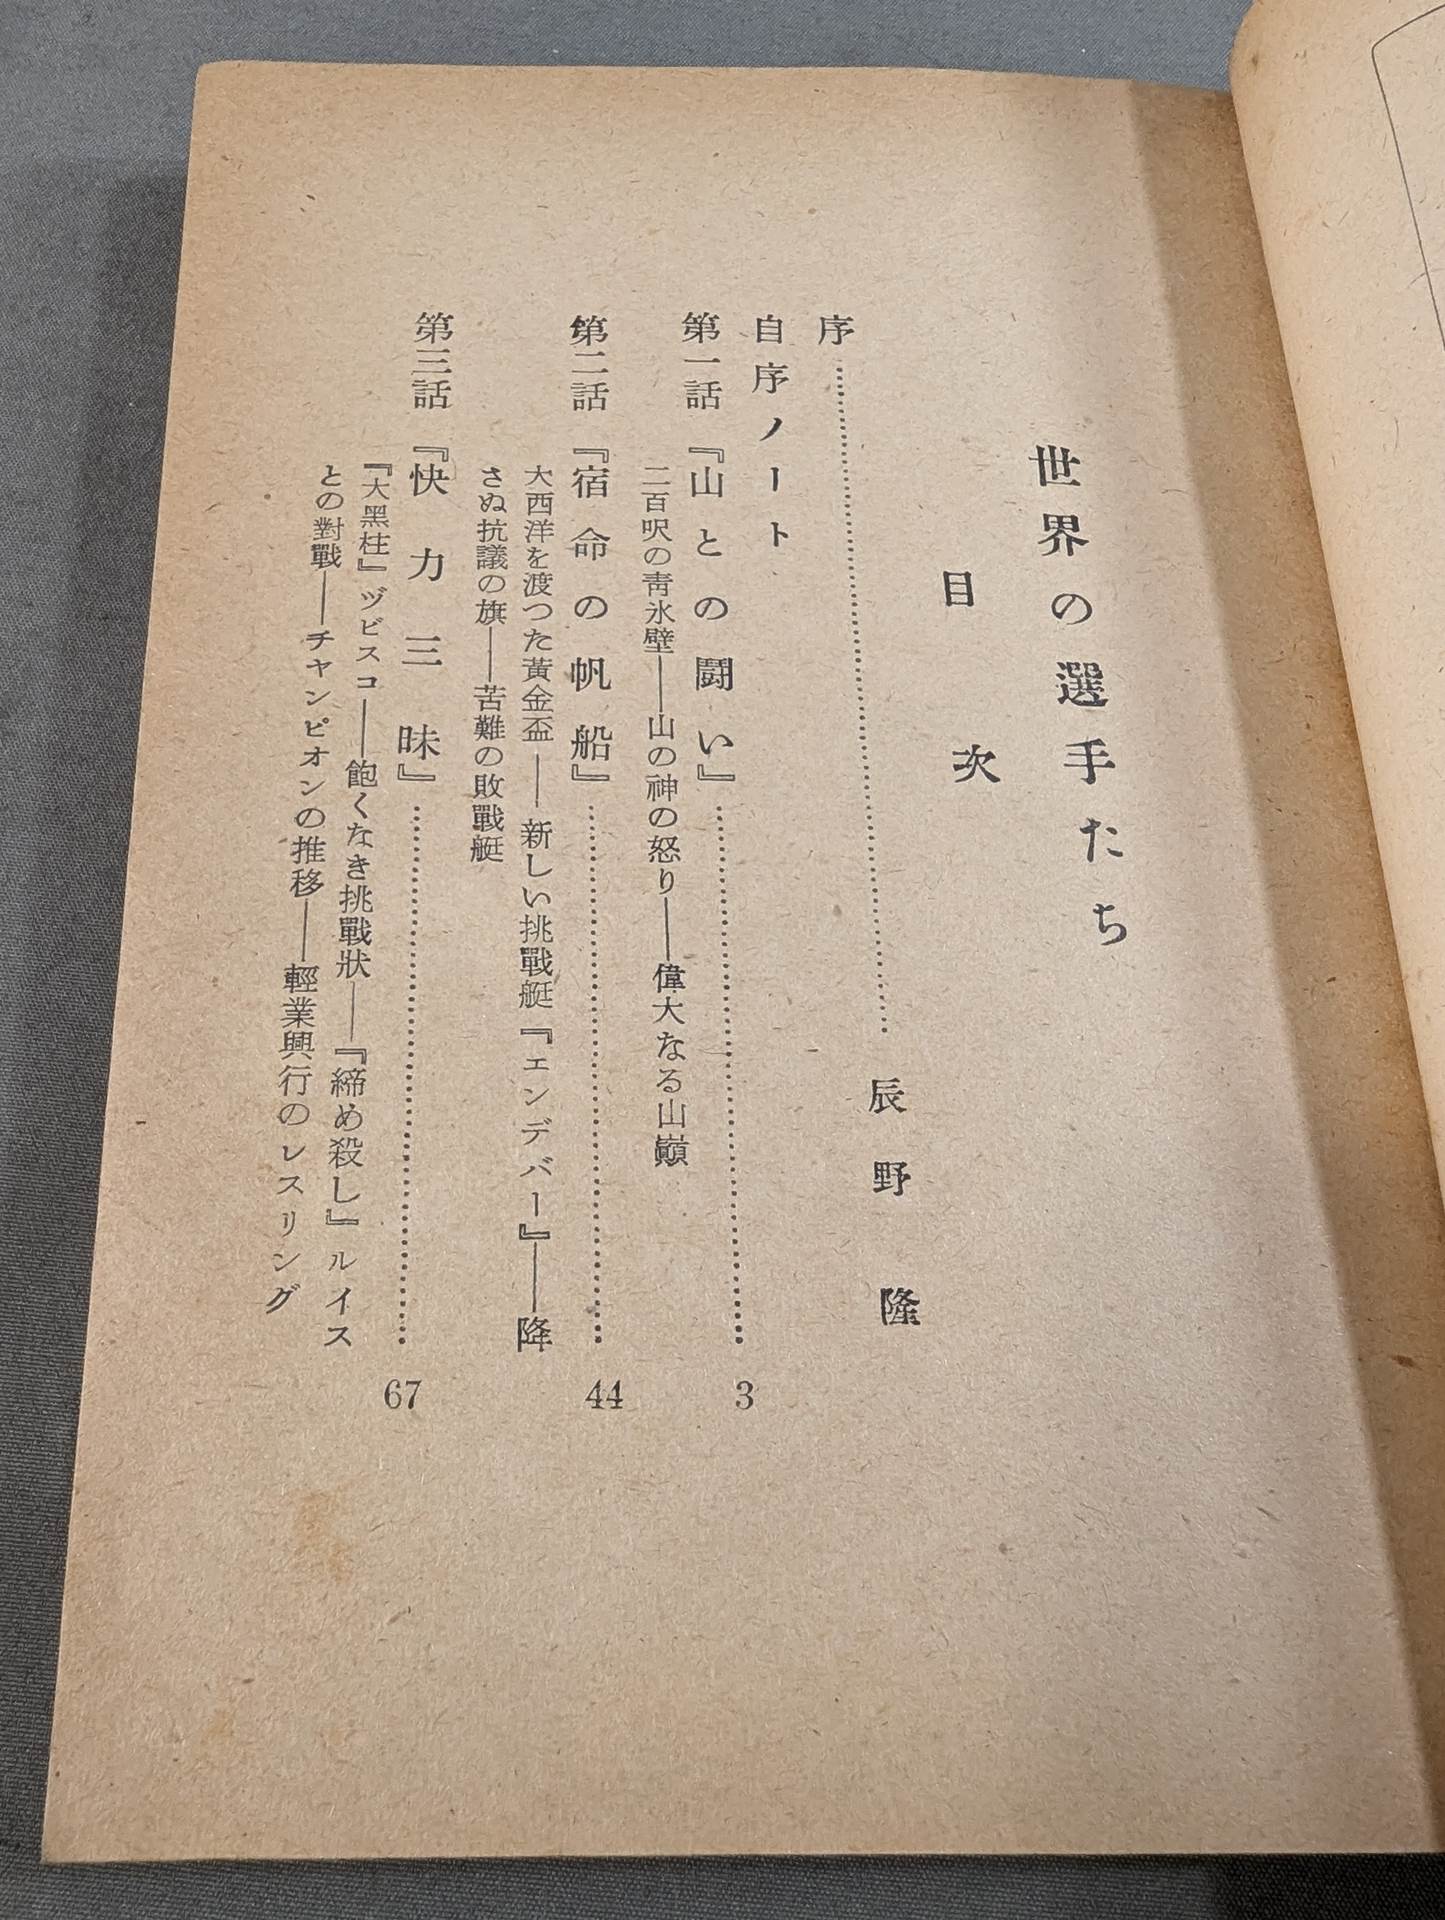 世界の選手たち
目次
序……………………辰野隆
自序ノート
第一話『山との闘い』……………………3
二百呎の靑氷壁――山の神の怒り――偉大なる山巓
第二話『宿命の帆船』……………………44
大西洋を渡つた黃金盃――新しい挑戰艇『エンデバー』――降
さぬ抗議の旗――苦難の敗戰艇
第三話『快力三昧』……………………67
『大黑柱』ヅビスコ――飽くなき挑戰狀――『締め殺し』ルイス
との對戰――チャンピオンの推移――輕業興行のレスリング